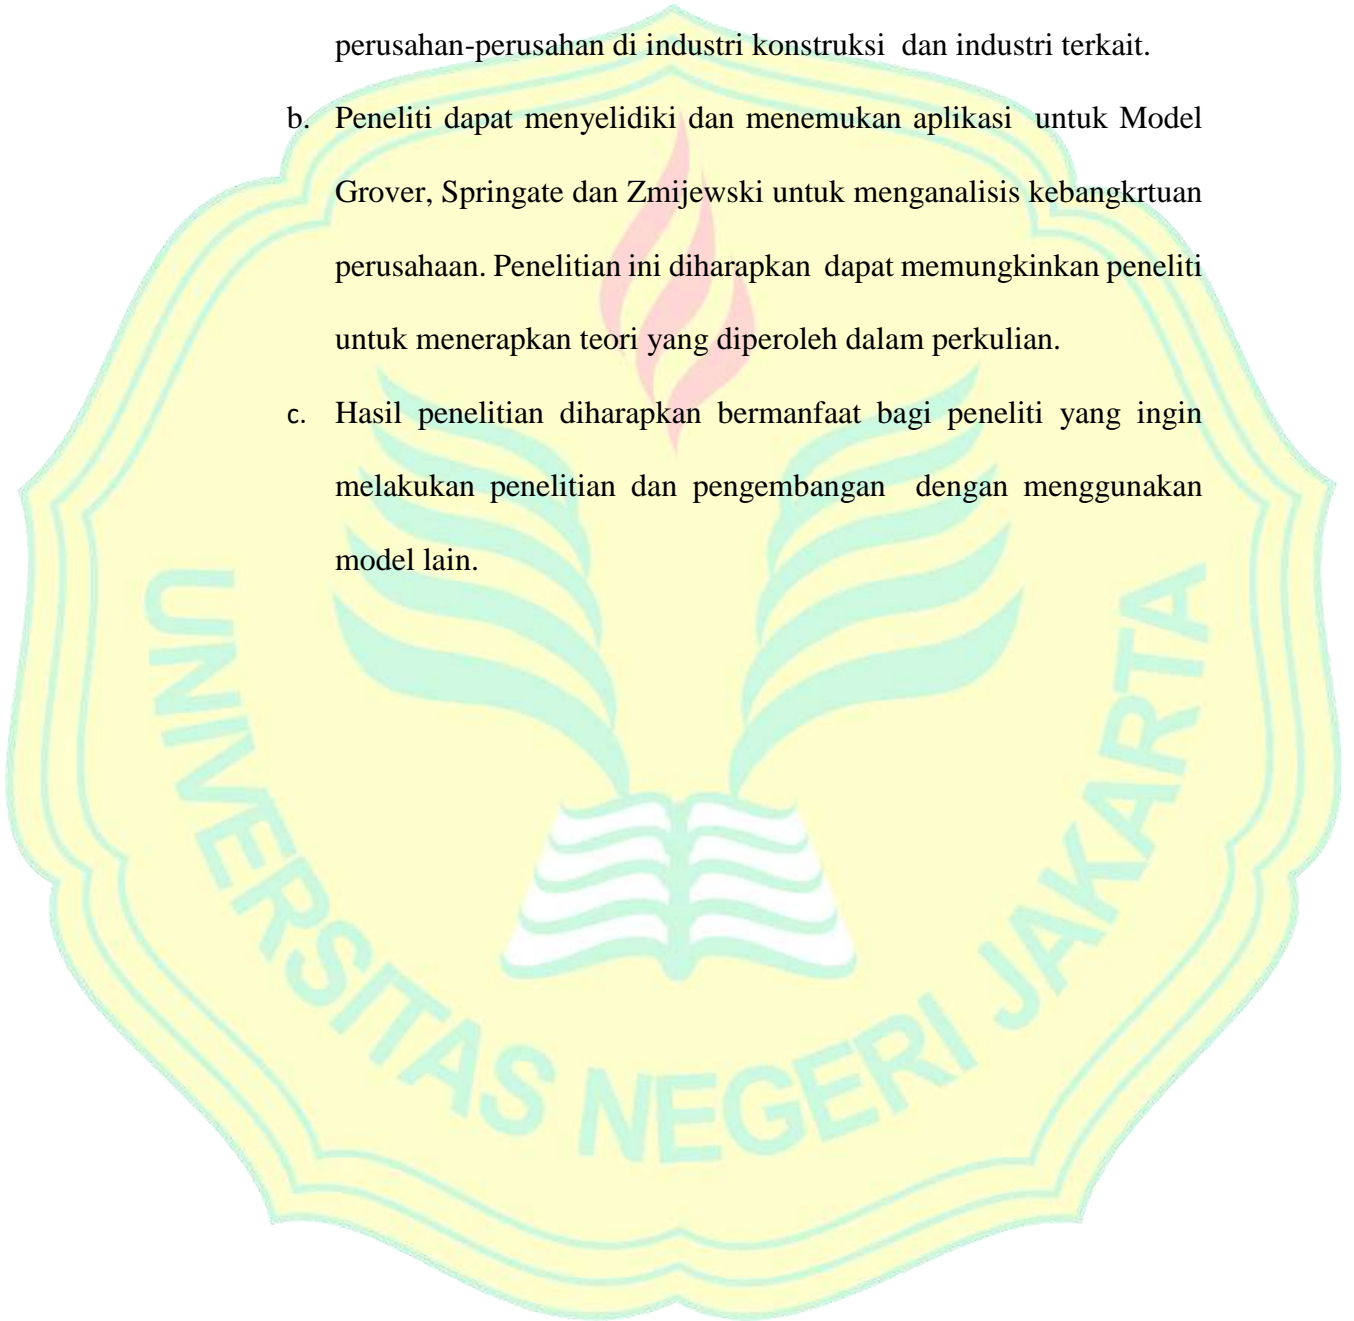 perusahan-perusahan di industri konstruksi  dan industri terkait.
b. Peneliti dapat menyelidiki dan menemukan aplikasi  untuk Model
Grover, Springate dan Zmijewski untuk menganalisis kebangkrtuan
perusahaan. Penelitian ini diharapkan  dapat memungkinkan peneliti
untuk menerapkan teori yang diperoleh dalam perkulian.
c. Hasil penelitian diharapkan bermanfaat bagi peneliti yang ingin
melakukan penelitian dan pengembangan  dengan menggunakan
model lain.
UNIVERSITAS NEGERI JAKARTA